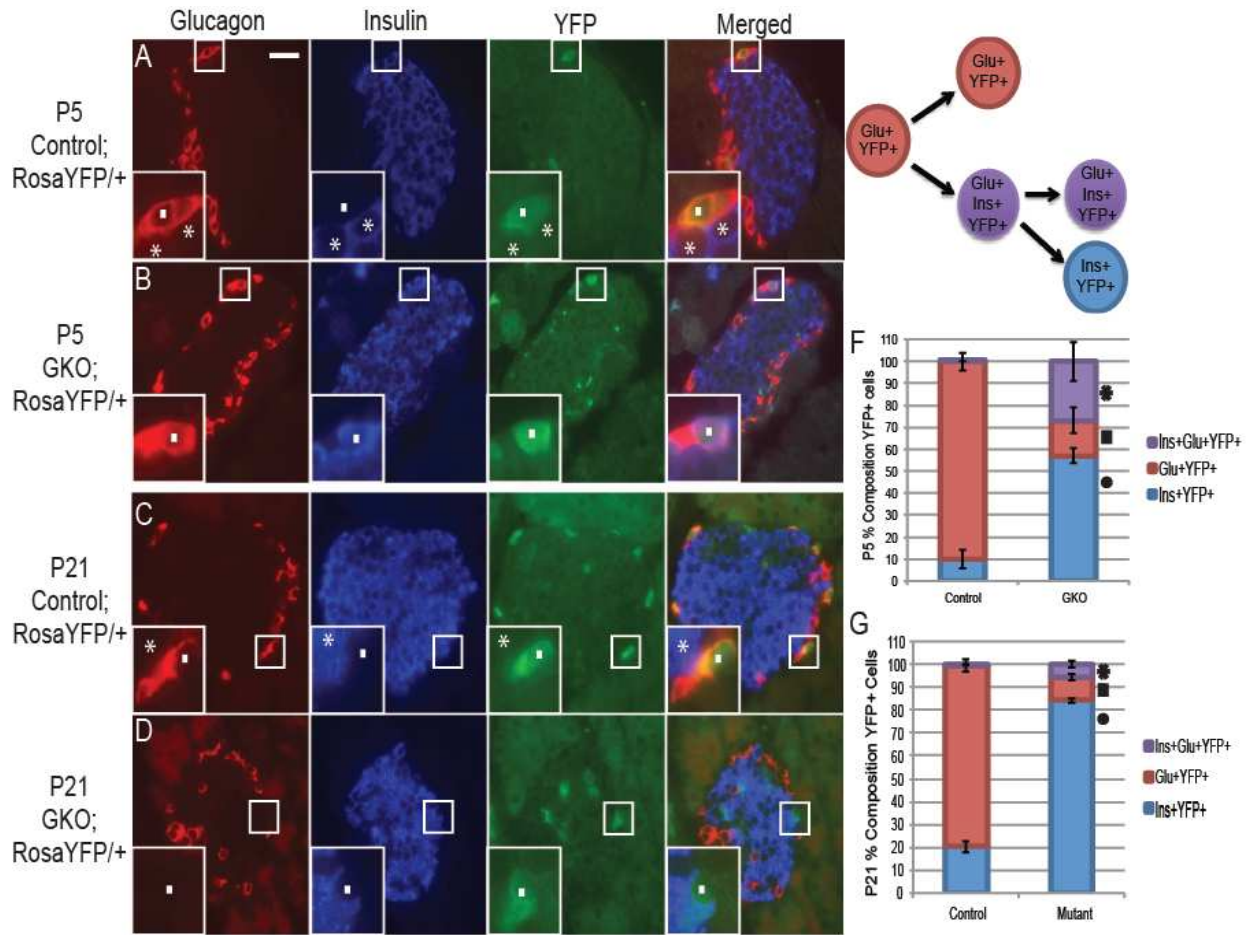 Glucagon Insulin YFP Merged
A
P5
Control;
RosaYFP/+
* *
* *
* *
* *
B
P5
GKO;
RosaYFP/+
C
P21
Control;
RosaYFP/+
*
*
*
*
D
P21
GKO;
RosaYFP/+
Glu+
YFP+
Glu+
YFP+
Glu+
Ins+
YFP+
Glu+
Ins+
YFP+
Ins+
YFP+
F
P5 % Composition YFP+ cells
110
100
90
80
70
60
50
40
30
20
10
0
Control GKO
Ins+Glu+YFP+
Glu+YFP+
Ins+YFP+
G
P21 % Composition YFP+ Cells
110
100
90
80
70
60
50
40
30
20
10
0
Control Mutant
Ins+Glu+YFP+
Glu+YFP+
Ins+YFP+